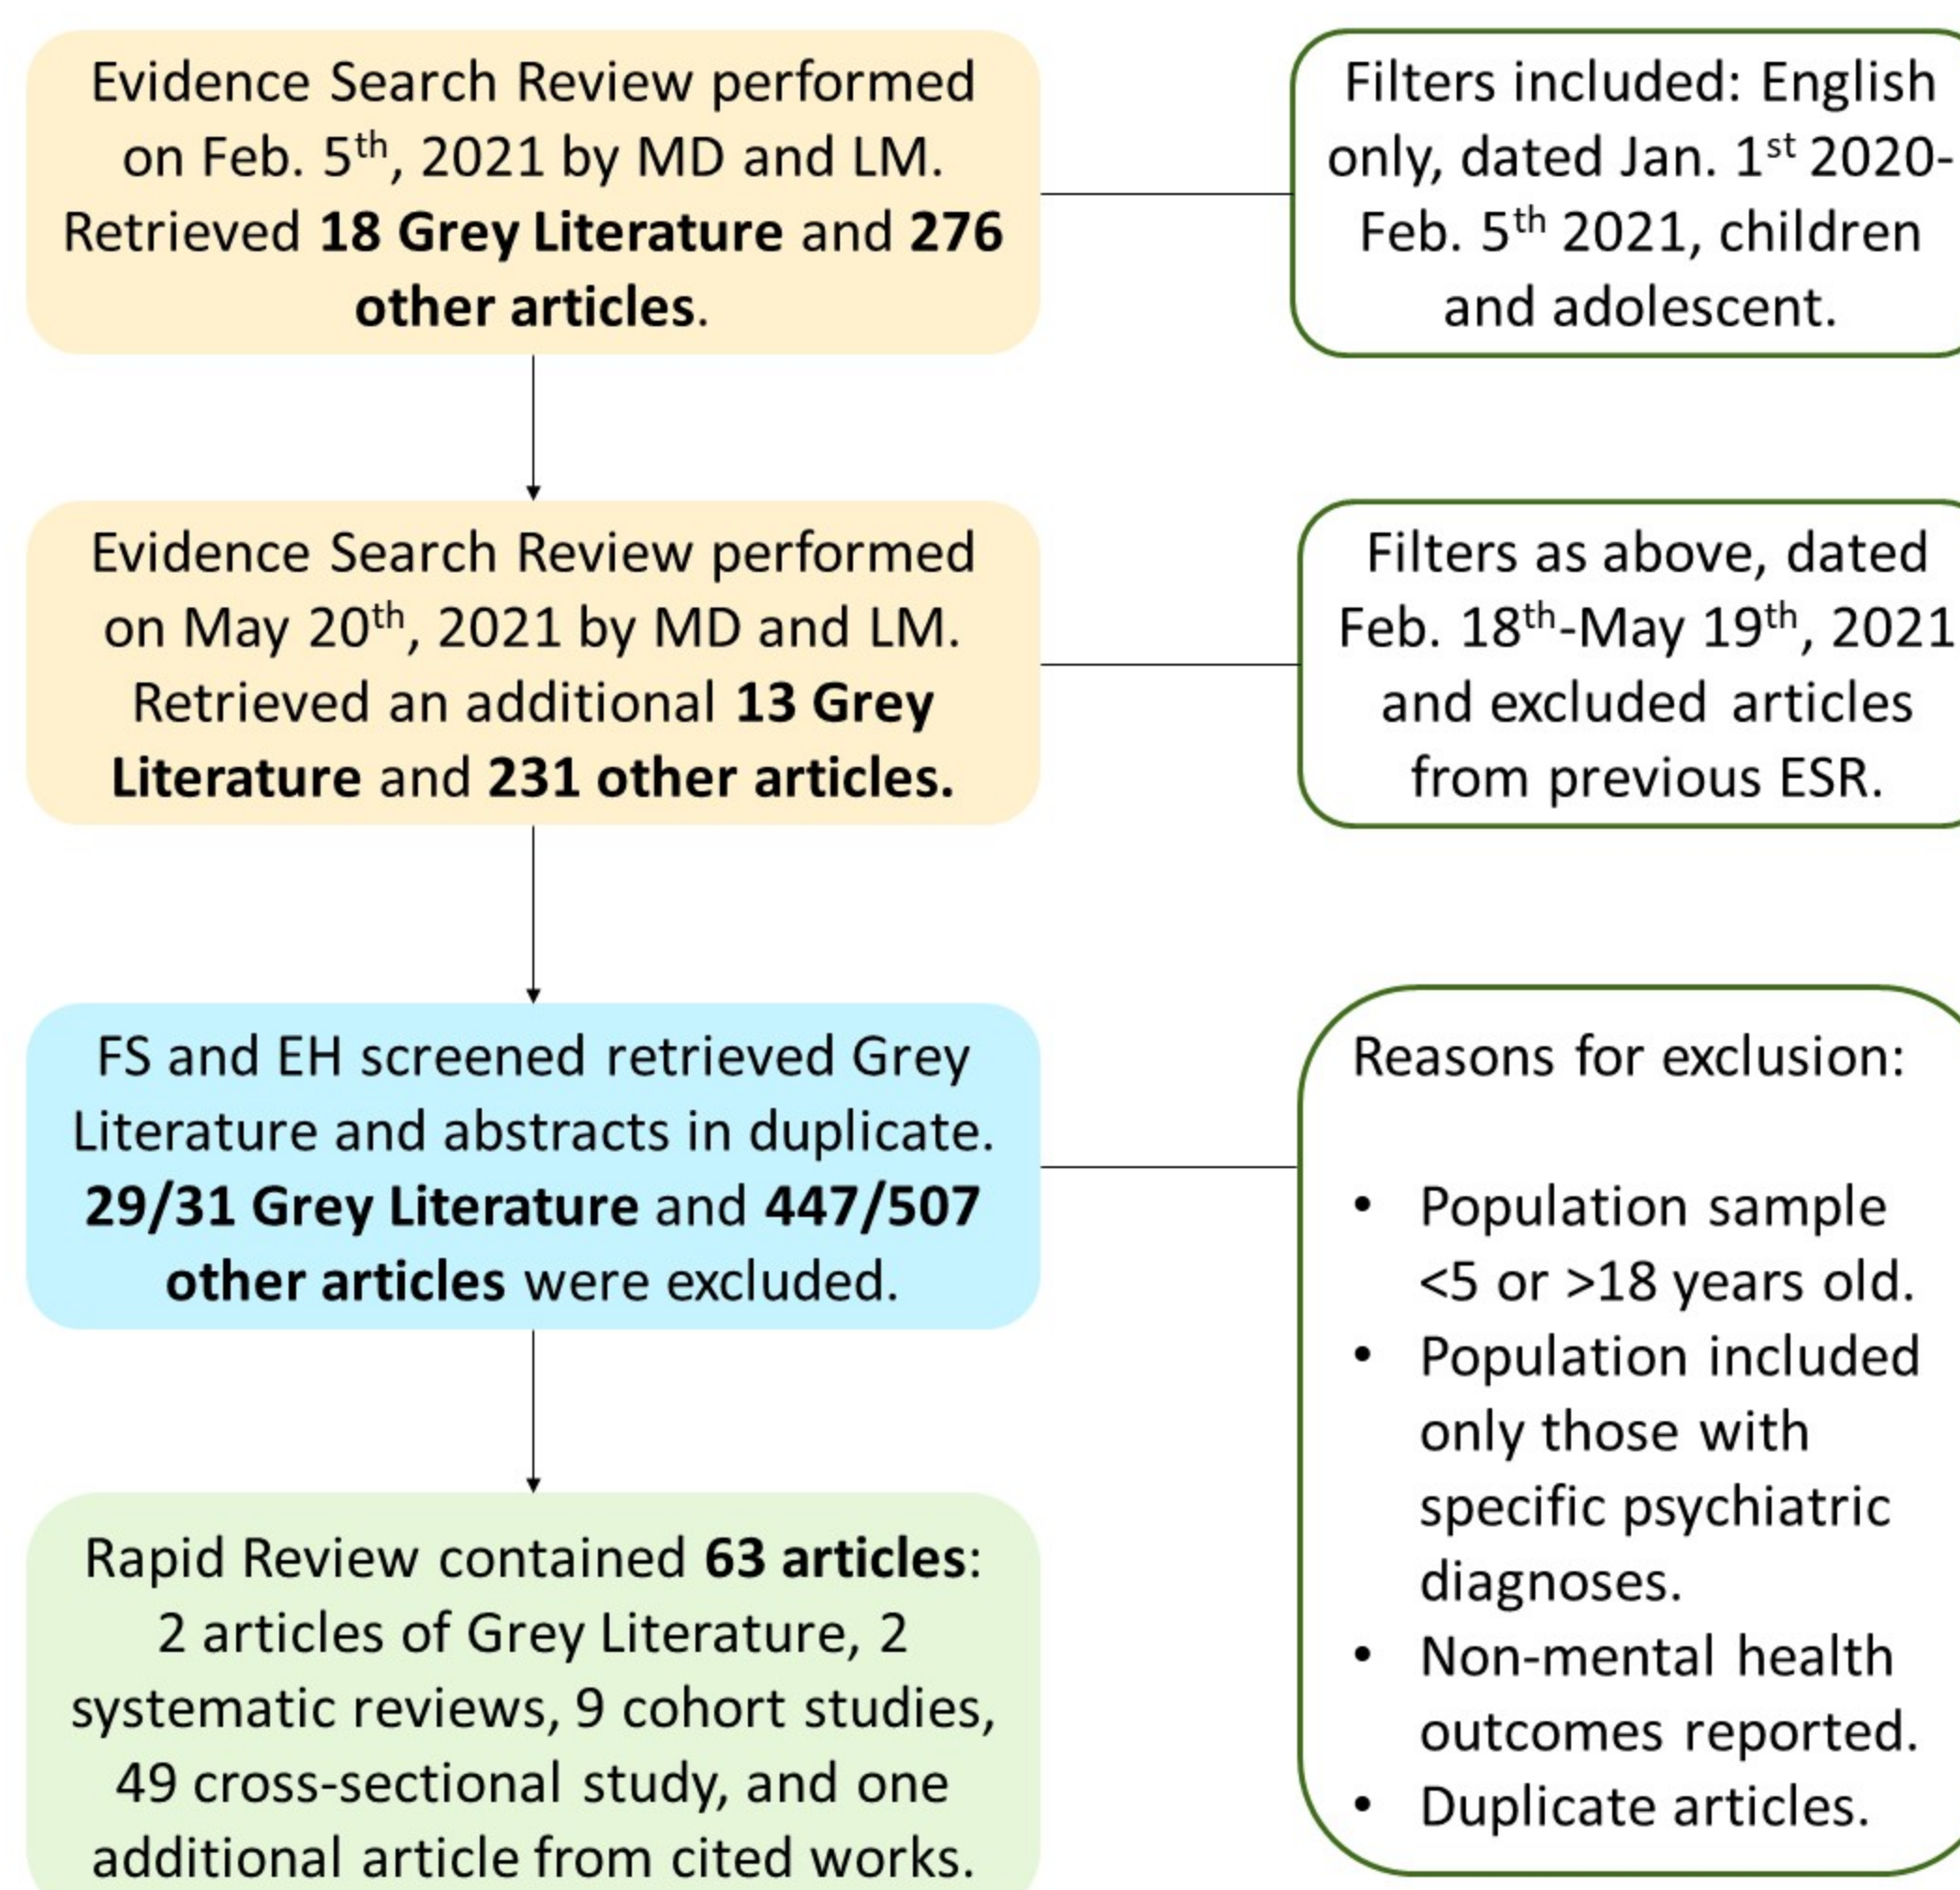 Evidence Search Review performed
on Feb. 5th, 2021 by MD and LM.
Retrieved 18 Grey Literature and 276
other articles.
Filters included: English
only, dated Jan. 1st 2020-
Feb. 5th 2021, children
and adolescent.
Evidence Search Review performed
on May 20th, 2021 by MD and LM.
Retrieved an additional 13 Grey
Literature and 231 other articles.
Filters as above, dated
Feb. 18th-May 19th, 2021
and excluded articles
from previous ESR.
FS and EH screened retrieved Grey
Literature and abstracts in duplicate.
29/31 Grey Literature and 447/507
other articles were excluded.
Reasons for exclusion:
• Population sample
<5 or >18 years old.
• Population included
only those with
specific psychiatric
diagnoses.
• Non-mental health
outcomes reported.
• Duplicate articles.
Rapid Review contained 63 articles:
2 articles of Grey Literature, 2
systematic reviews, 9 cohort studies,
49 cross-sectional study, and one
additional article from cited works.